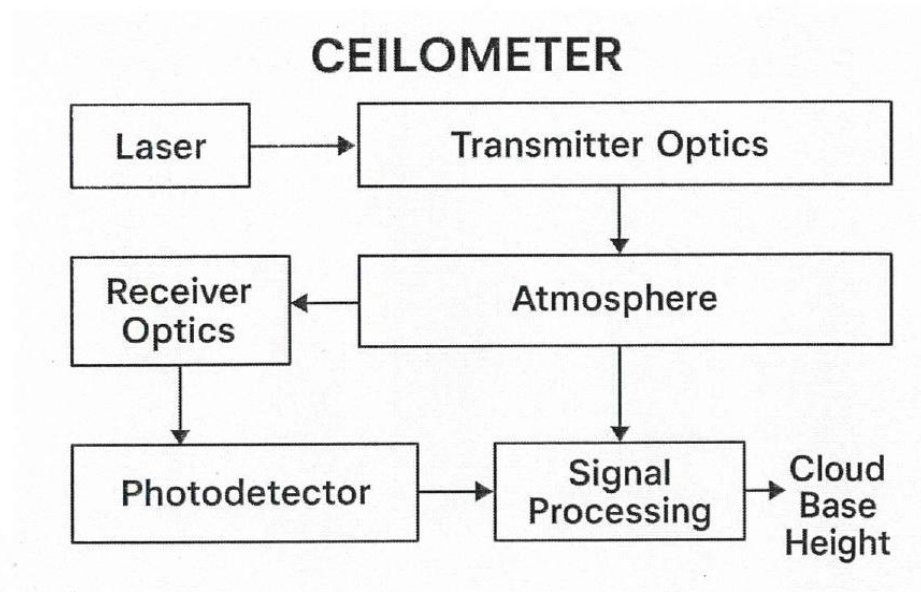 CEILOMETER
Laser
Transmitter Optics
Receiver
Optics
Atmosphere
Photodetector
Signal
Processing
Cloud
Base
Height